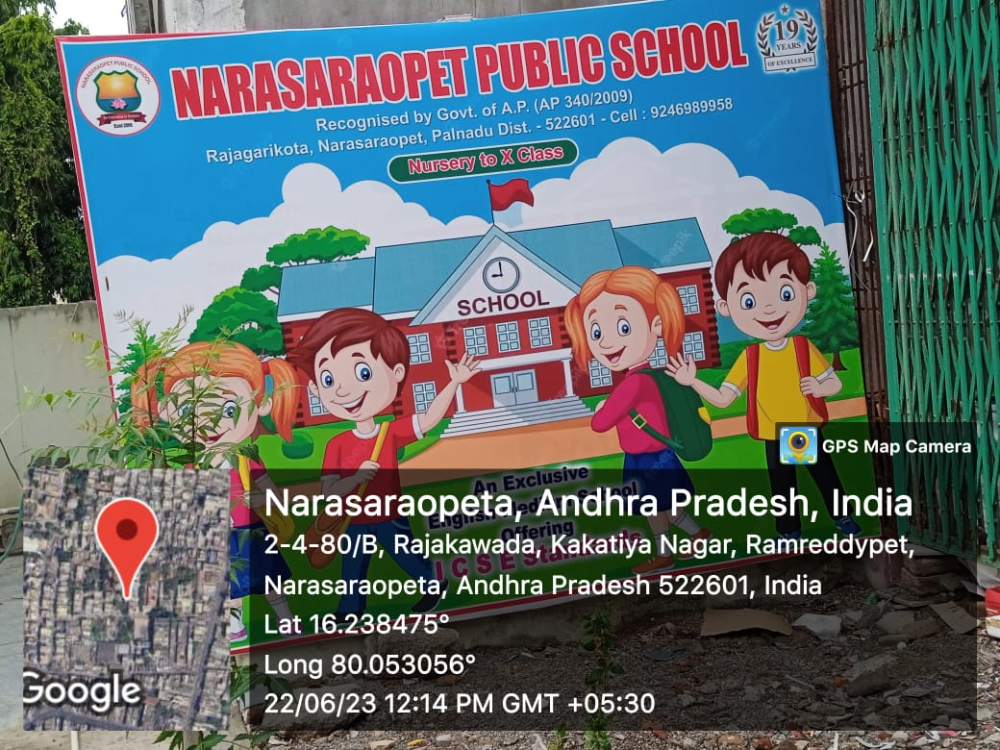 NARASARAOPET PUBLIC SCHOOL
19
YEARS
OF EXCELLENCE
NARASARAOPET PUBLIC SCHOOL
Estd 2006
Recognised by Govt. of A.P. (AP 340/2009)
Rajagarikota, Narasaraopet, Palnadu Dist. - 522601 - Cell : 9246989958
Nursery to X Class
SCHOOL
GPS Map Camera
An Exclusive
English School
Offering
I C S E
Narasaraopeta, Andhra Pradesh, India
2-4-80/B, Rajakawada, Kakatiya Nagar, Ramreddypet,
Narasaraopeta, Andhra Pradesh 522601, India
Lat 16.238475°
Long 80.053056°
22/06/23 12:14 PM GMT +05:30
Google